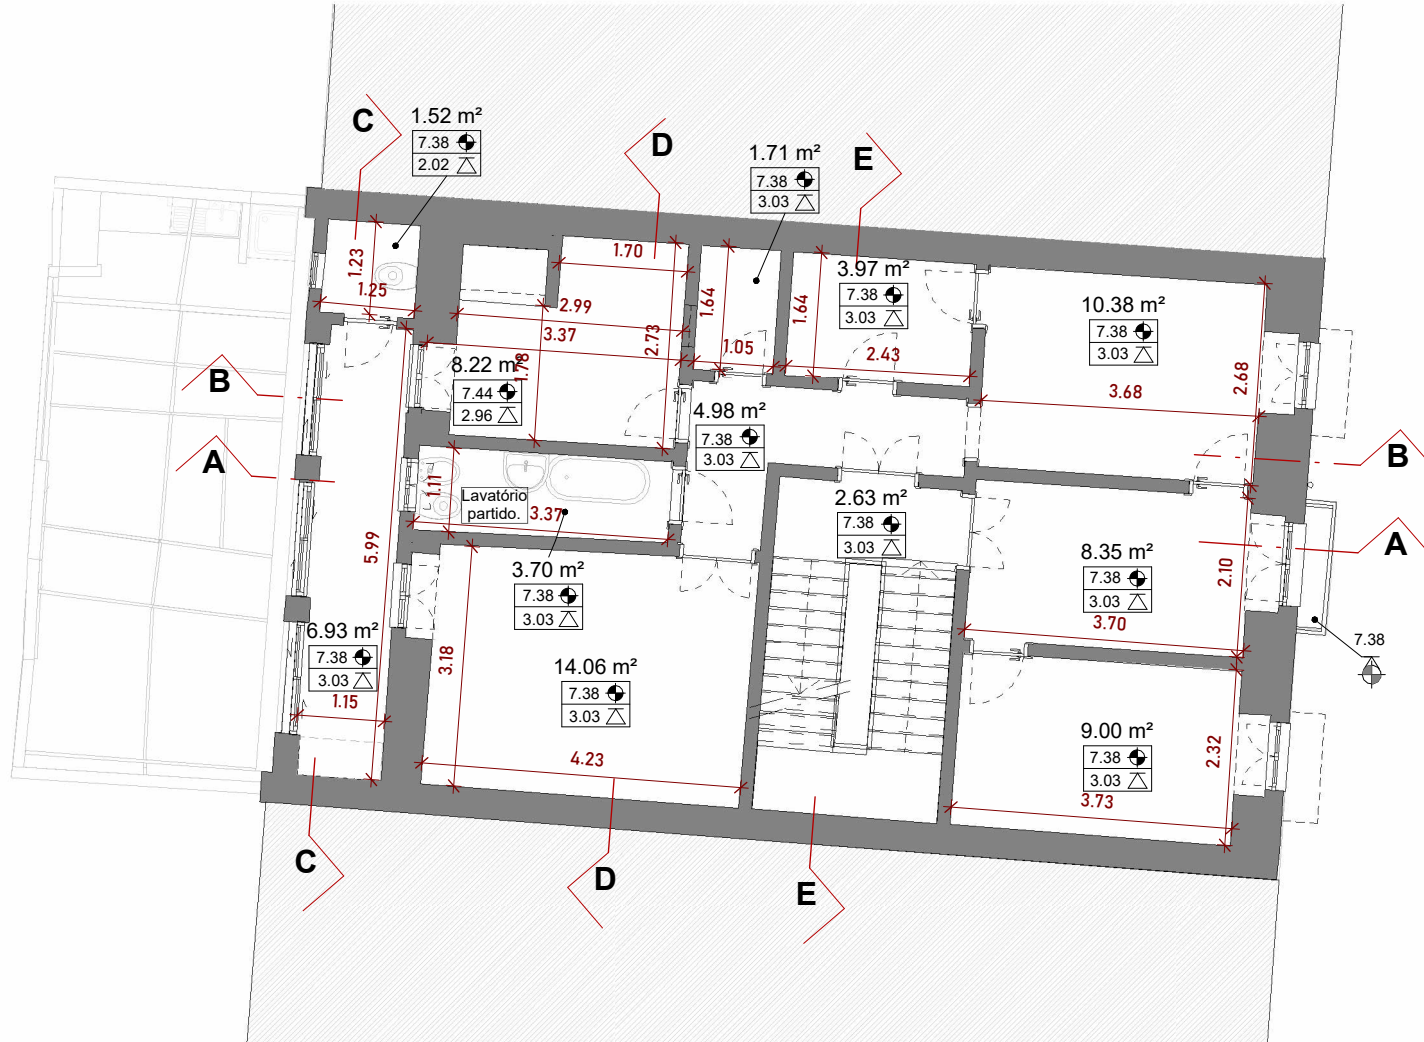 C
1.52 m²
7.38
2.02
D
1.71 m²
7.38
3.03
E
1.23
1.25
1.70
2.99
3.37
2.73
1.78
8.22 m²
7.44
2.96
1.64
1.05
1.64
3.97 m²
7.38
3.03
2.43
10.38 m²
7.38
3.03
2.68
3.68
B
A
4.98 m²
7.38
3.03
B
A
1.11
Lavatório
partido.
3.37
2.63 m²
7.38
3.03
5.99
3.70 m²
7.38
3.03
8.35 m²
7.38
3.03
2.10
3.70
7.38
6.93 m²
7.38
3.03
1.15
3.18
14.06 m²
7.38
3.03
4.23
9.00 m²
7.38
3.03
2.32
3.73
C
D
E